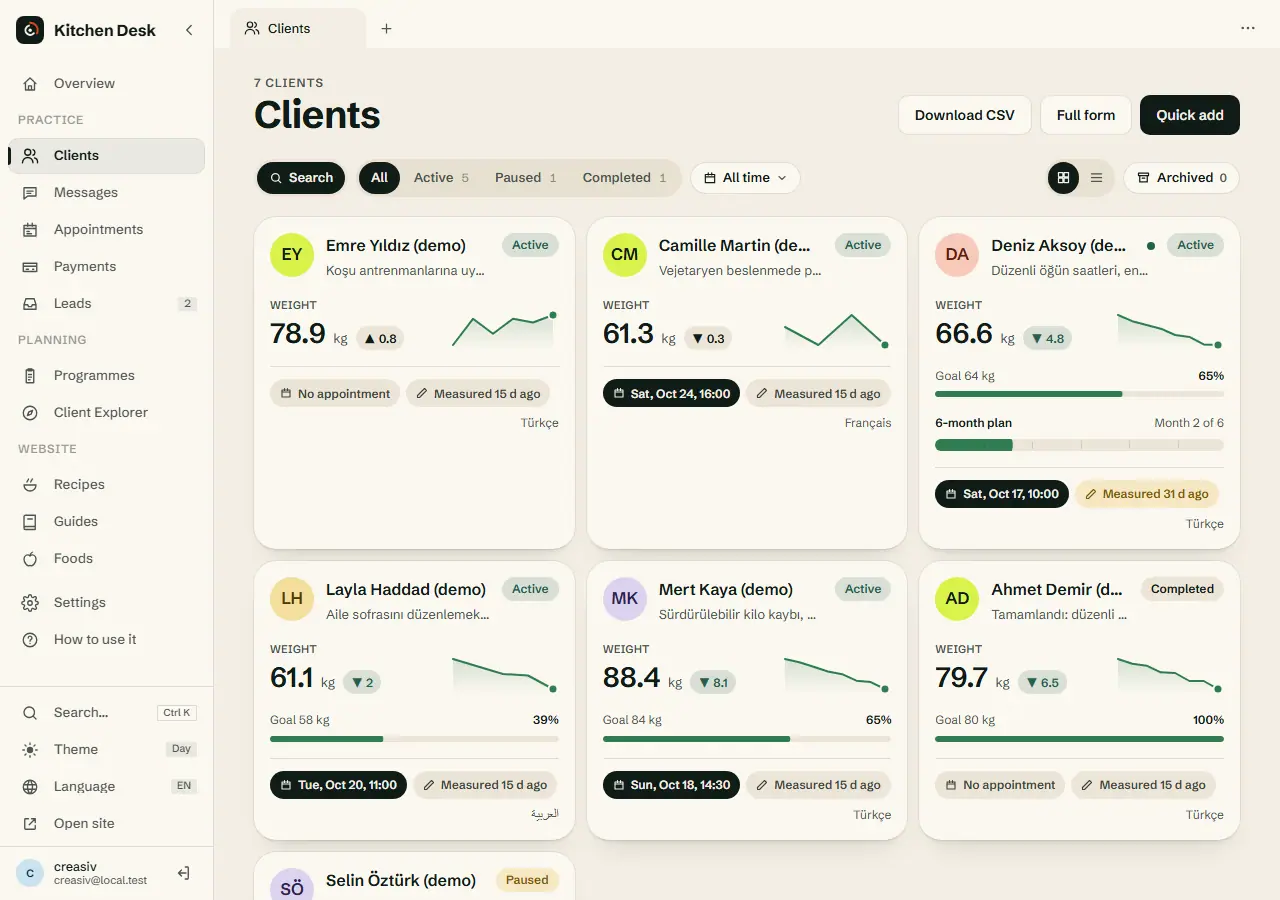 Kitchen Desk
Overview
PRACTICE
Clients
Messages
Appointments
Payments
Leads 2
PLANNING
Programmes
Client Explorer
WEBSITE
Recipes
Guides
Foods
Settings
How to use it
Search... Ctrl K
Theme Day
Language EN
Open site
C creasiv
creasiv@local.test
Clients
7 CLIENTS
Clients
Download CSV Full form Quick add
Search All Active 5 Paused 1 Completed 1 All time Archived 0
EY Emre Yıldız (demo) Active
Koşu antrenmanlarına uy...
WEIGHT
78.9 kg ▲ 0.8
No appointment Measured 15 d ago
Türkçe
CM Camille Martin (de... Active
Vejetaryen beslenmede p...
WEIGHT
61.3 kg ▼ 0.3
Sat, Oct 24, 16:00 Measured 15 d ago
Français
DA Deniz Aksoy (de... Active
Düzenli öğün saatleri, en...
WEIGHT
66.6 kg ▼ 4.8
Goal 64 kg 65%
6-month plan Month 2 of 6
Sat, Oct 17, 10:00 Measured 31 d ago
Türkçe
LH Layla Haddad (demo) Active
Aile sofrasını düzenlemek...
WEIGHT
61.1 kg ▼ 2
Goal 58 kg 39%
Tue, Oct 20, 11:00 Measured 15 d ago
العربية
MK Mert Kaya (demo) Active
Sürdürülebilir kilo kaybı, ...
WEIGHT
88.4 kg ▼ 8.1
Goal 84 kg 65%
Sun, Oct 18, 14:30 Measured 15 d ago
Türkçe
AD Ahmet Demir (d... Completed
Tamamlandı: düzenli ...
WEIGHT
79.7 kg ▼ 6.5
Goal 80 kg 100%
No appointment Measured 15 d ago
Türkçe
SÖ Selin Öztürk (demo) Paused